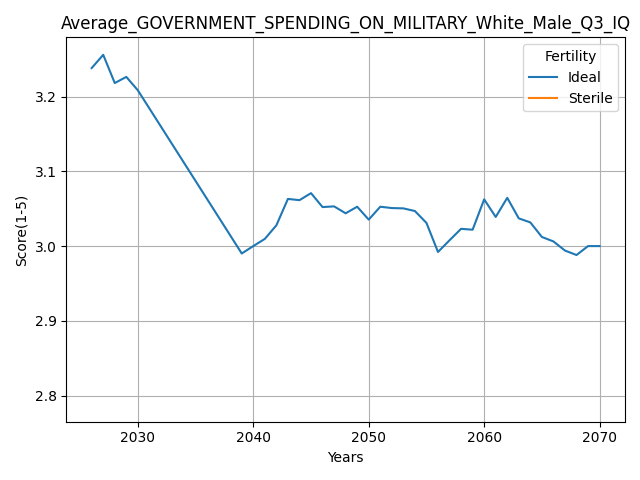 Average_GOVERNMENT_SPENDING_ON_MILITARY_White_Male_Q3_IQ
Fertility
Ideal
Sterile
Score(1-5)
3.2
3.1
3.0
2.9
2.8
2030
2040
2050
2060
2070
Years